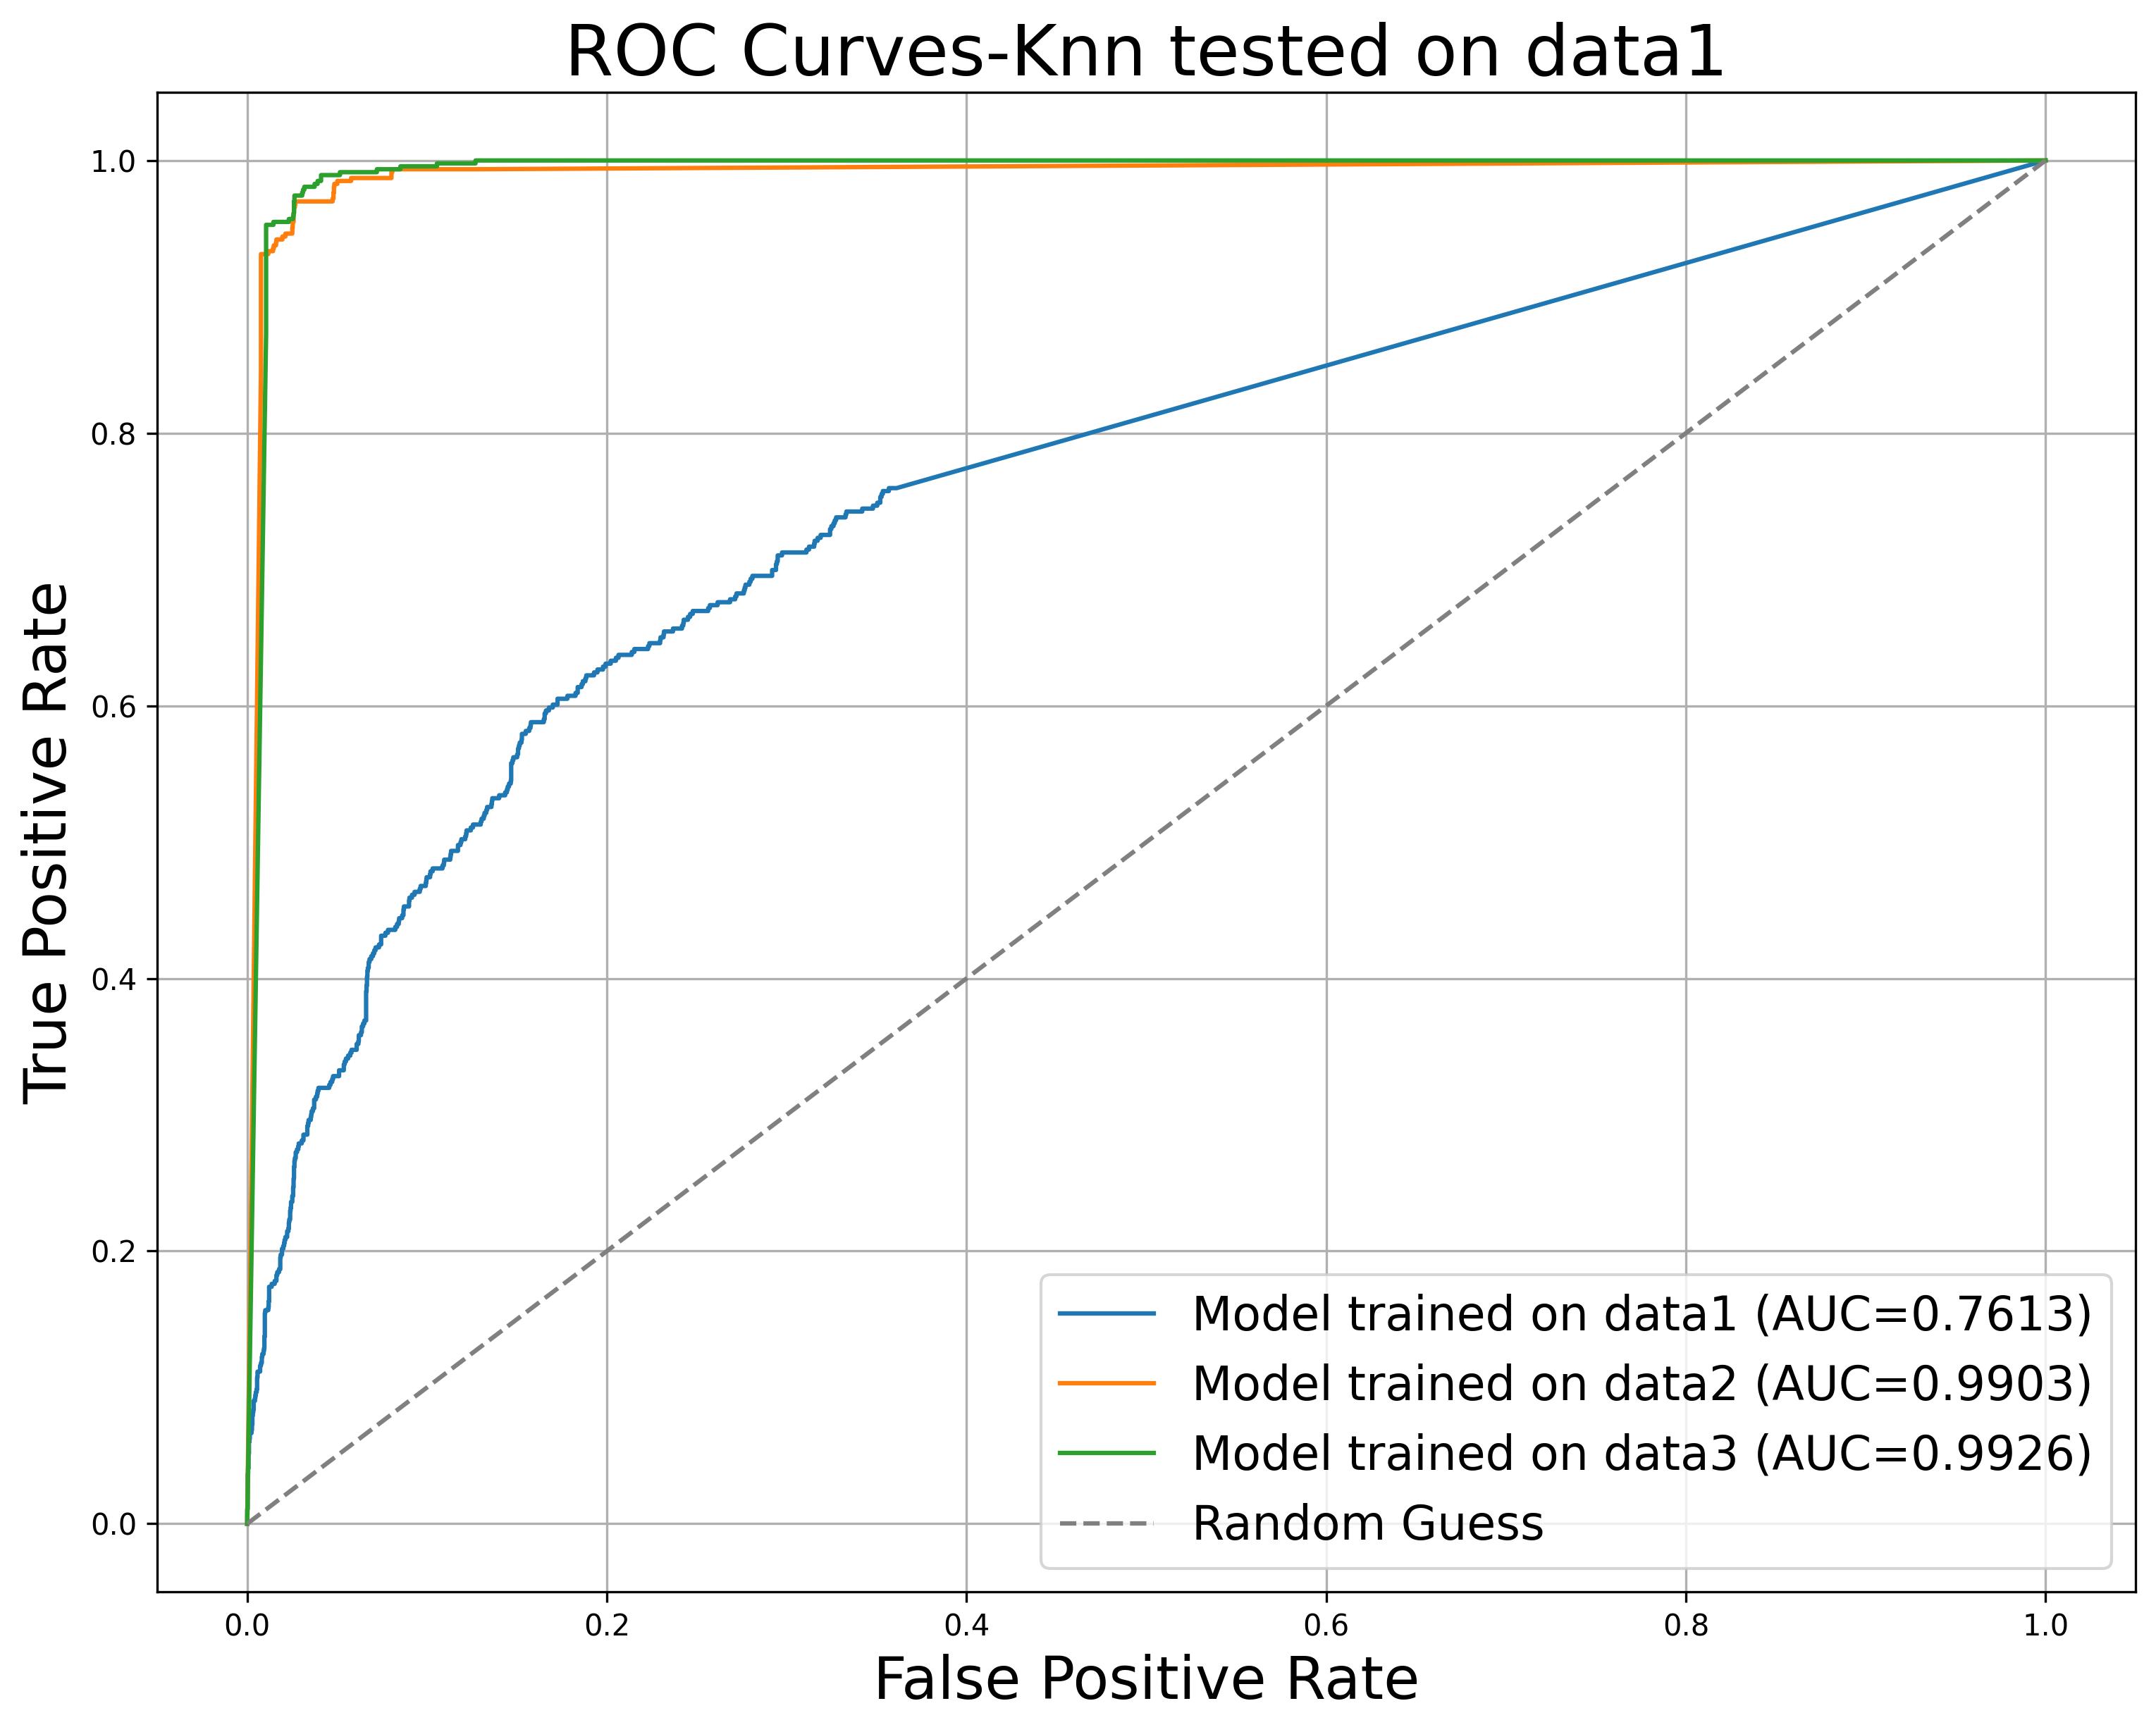 ROC Curves-Knn tested on data1
True Positive Rate
1.0
0.8
0.6
0.4
0.2
0.0
Model trained on data1 (AUC=0.7613)
Model trained on data2 (AUC=0.9903)
Model trained on data3 (AUC=0.9926)
Random Guess
0.0 0.2 0.4 0.6 0.8 1.0
False Positive Rate